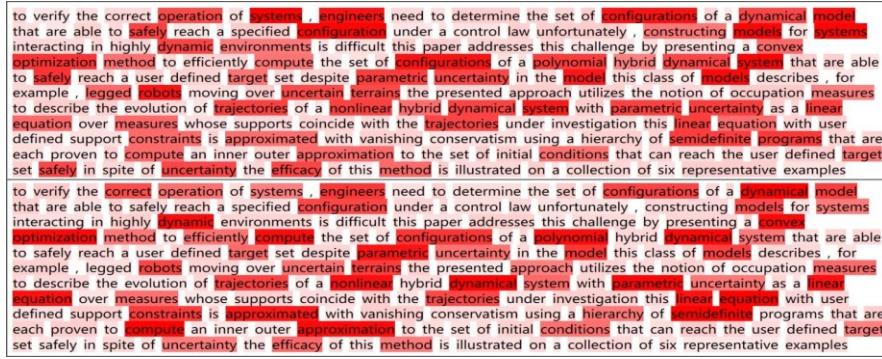 to verify the correct operation of systems , engineers need to determine the set of configurations of a dynamical model
that are able to safely reach a specified configuration under a control law unfortunately , constructing models for systems
interacting in highly dynamic environments is difficult this paper addresses this challenge by presenting a convex
optimization method to efficiently compute the set of configurations of a polynomial hybrid dynamical system that are able
to safely reach a user defined target set despite parametric uncertainty in the model this class of models describes , for
example , legged robots moving over uncertain terrains the presented approach utilizes the notion of occupation measures
to describe the evolution of trajectories of a nonlinear hybrid dynamical system with parametric uncertainty as a linear
equation over measures whose supports coincide with the trajectories under investigation this linear equation with user
defined support constraints is approximated with vanishing conservatism using a hierarchy of semidefinite programs that are
each proven to compute an inner outer approximation to the set of initial conditions that can reach the user defined target
set safely in spite of uncertainty the efficacy of this method is illustrated on a collection of six representative examples
to verify the correct operation of systems , engineers need to determine the set of configurations of a dynamical model
that are able to safely reach a specified configuration under a control law unfortunately , constructing models for systems
interacting in highly dynamic environments is difficult this paper addresses this challenge by presenting a convex
optimization method to efficiently compute the set of configurations of a polynomial hybrid dynamical system that are able
to safely reach a user defined target set despite parametric uncertainty in the model this class of models describes , for
example , legged robots moving over uncertain terrains the presented approach utilizes the notion of occupation measures
to describe the evolution of trajectories of a nonlinear hybrid dynamical system with parametric uncertainty as a linear
equation over measures whose supports coincide with the trajectories under investigation this linear equation with user
defined support constraints is approximated with vanishing conservatism using a hierarchy of semidefinite programs that are
each proven to compute an inner outer approximation to the set of initial conditions that can reach the user defined target
set safely in spite of uncertainty the efficacy of this method is illustrated on a collection of six representative examples